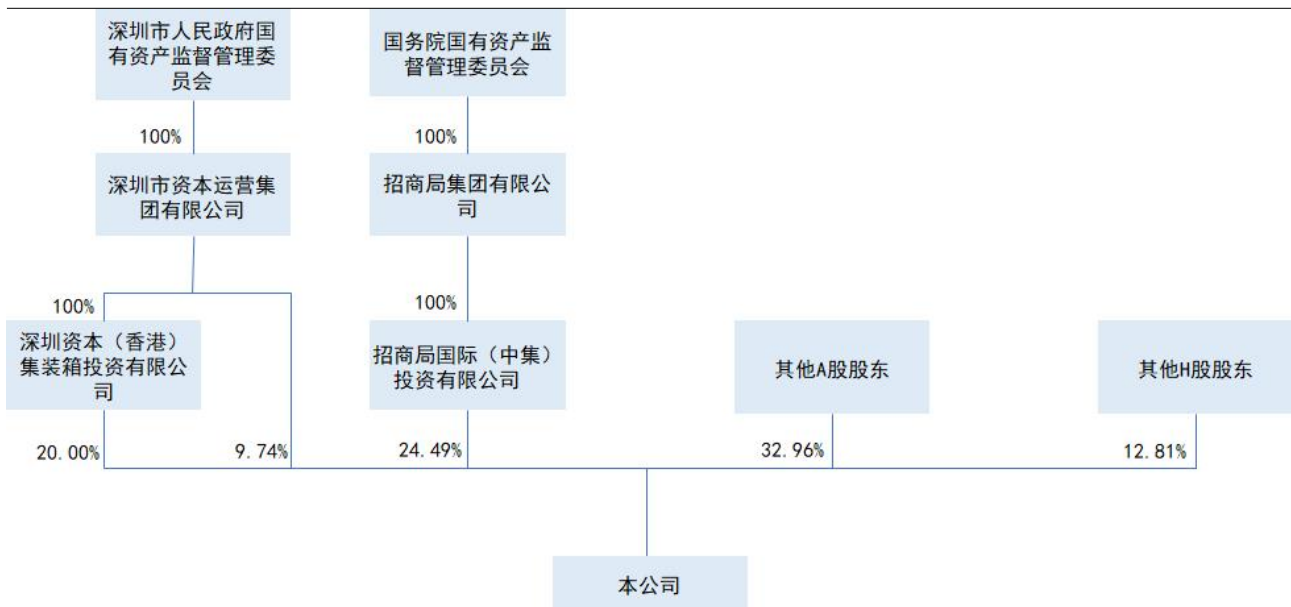 深圳市人民政府国
有资产监督管理委
员会
国务院国有资产监
督管理委员会
100%
100%
深圳市资本运营集
团有限公司
招商局集团有限公
司
100%
100%
深圳资本（香港）
集装箱投资有限公
司
招商局国际（中集）
投资有限公司
其他A股股东
其他H股股东
20.00%
9.74%
24.49%
32.96%
12.81%
本公司